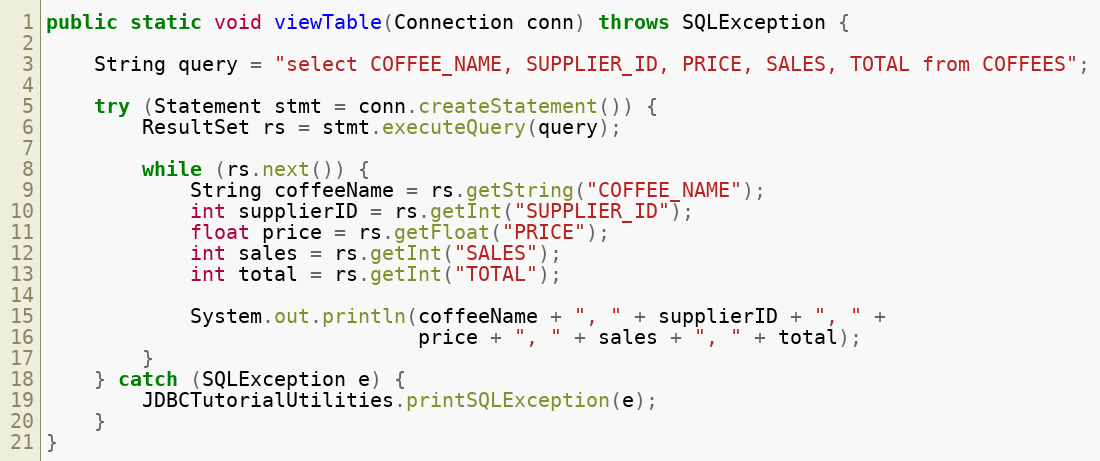 1 public static void viewTable(Connection conn) throws SQLException {
2
3     String query = "select COFFEE_NAME, SUPPLIER_ID, PRICE, SALES, TOTAL from COFFEES";
4
5     try (Statement stmt = conn.createStatement()) {
6         ResultSet rs = stmt.executeQuery(query);
7
8         while (rs.next()) {
9             String coffeeName = rs.getString("COFFEE_NAME");
10             int supplierID = rs.getInt("SUPPLIER_ID");
11             float price = rs.getFloat("PRICE");
12             int sales = rs.getInt("SALES");
13             int total = rs.getInt("TOTAL");
14
15             System.out.println(coffeeName + ", " + supplierID + ", " +
16                                price + ", " + sales + ", " + total);
17         }
18     } catch (SQLException e) {
19         JDBCTutorialUtilities.printSQLException(e);
20     }
21 }